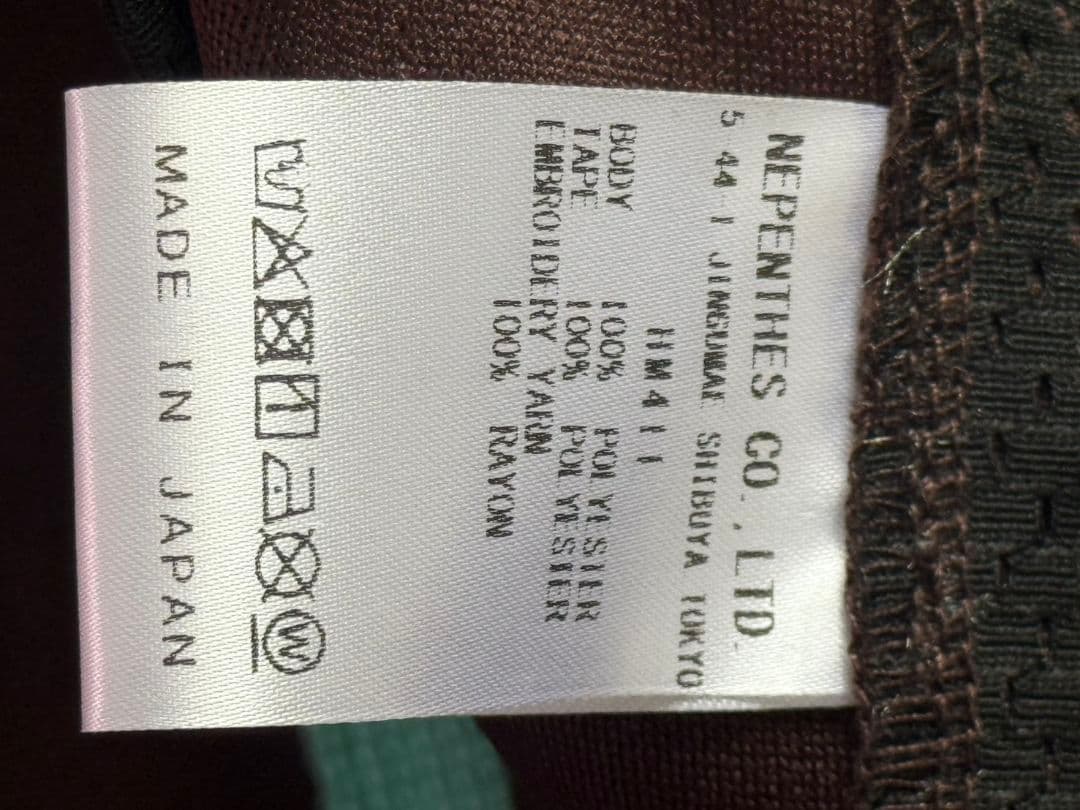 NEPENTHES CO., LTD.
5-44-1 JINGUMAE SHIBUYA TOKYO
HM411
BODY
100% POLYESTER
TAPE
100% POLYESTER
EMBROIDERY YARN
100% RAYON
W
MADE IN JAPAN